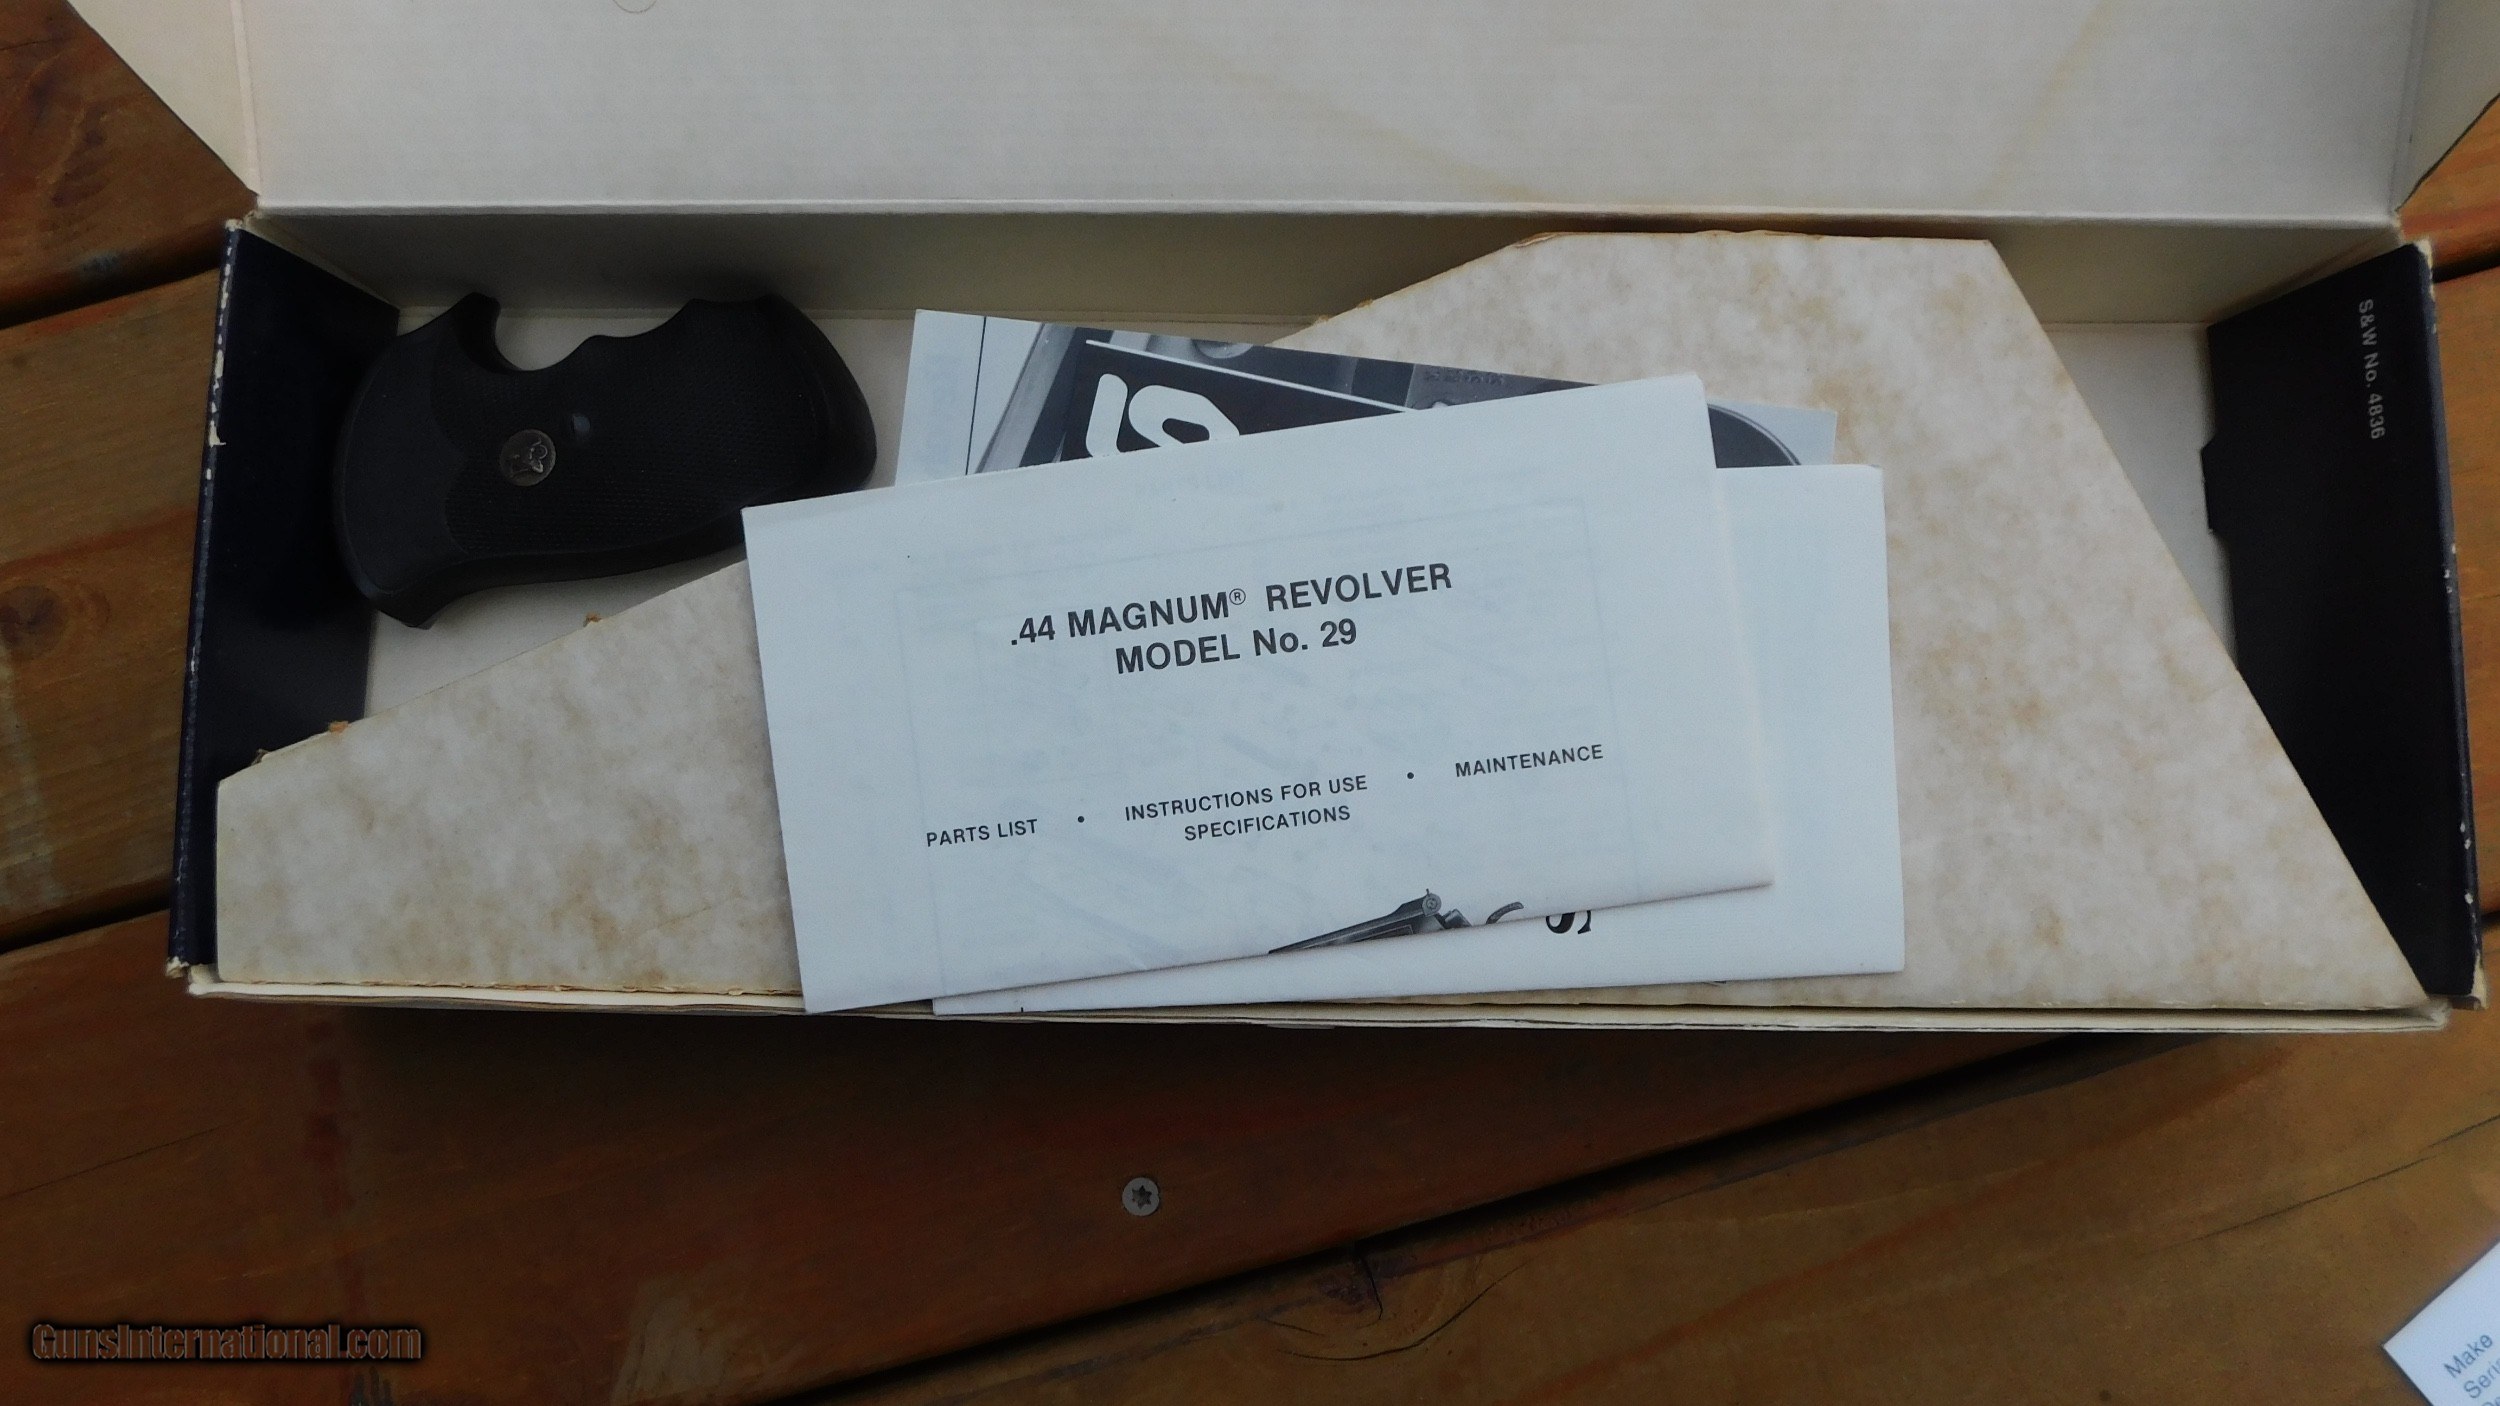 S&W No. 4836
.44 MAGNUM® REVOLVER
MODEL No. 29
PARTS LIST • INSTRUCTIONS FOR USE • MAINTENANCE
SPECIFICATIONS
S
Make
GunsInternational.com